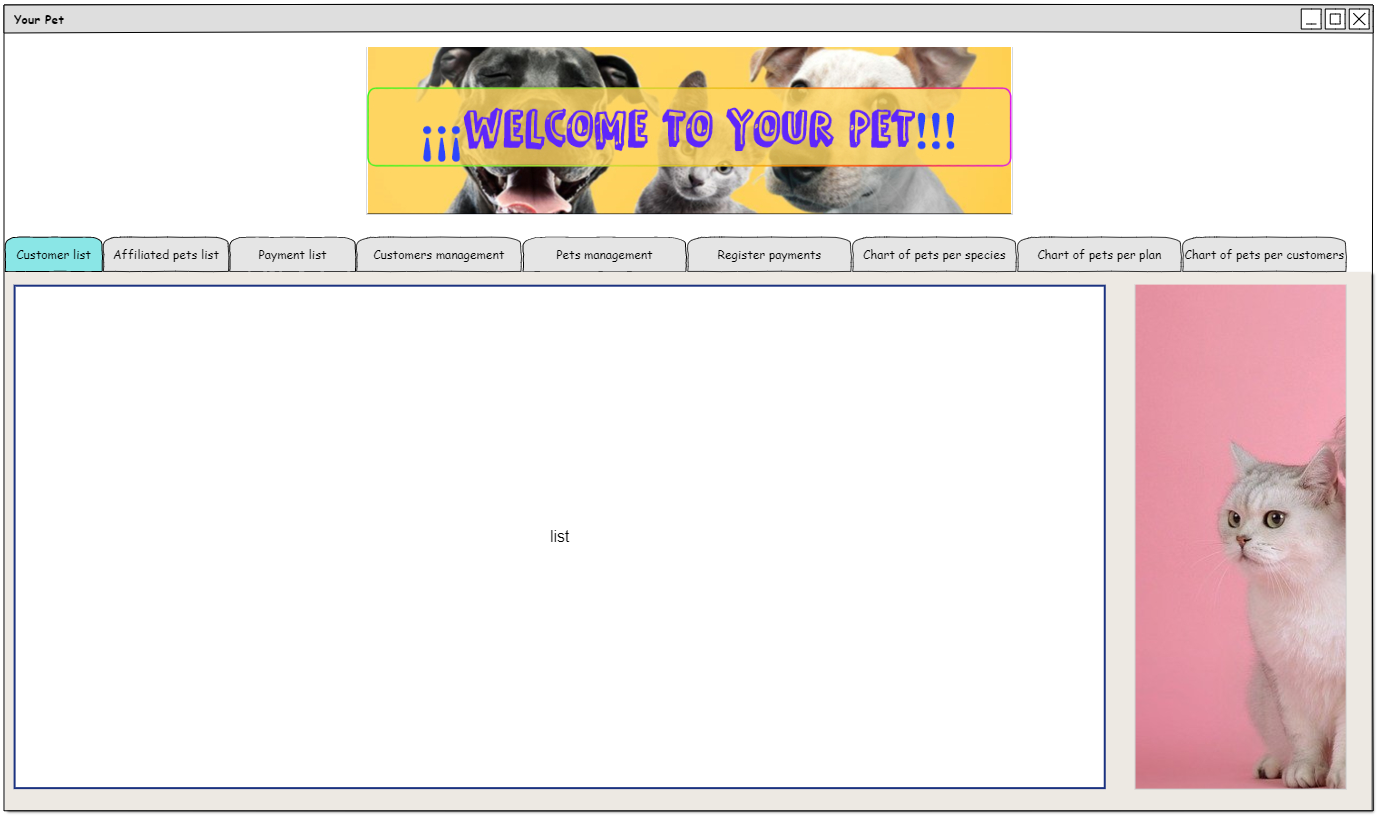 Your Pet
¡¡¡WELCOME TO YOUR PET!!!
Customer list
Affiliated pets list
Payment list
Customers management
Pets management
Register payments
Chart of pets per species
Chart of pets per plan
Chart of pets per customers
list